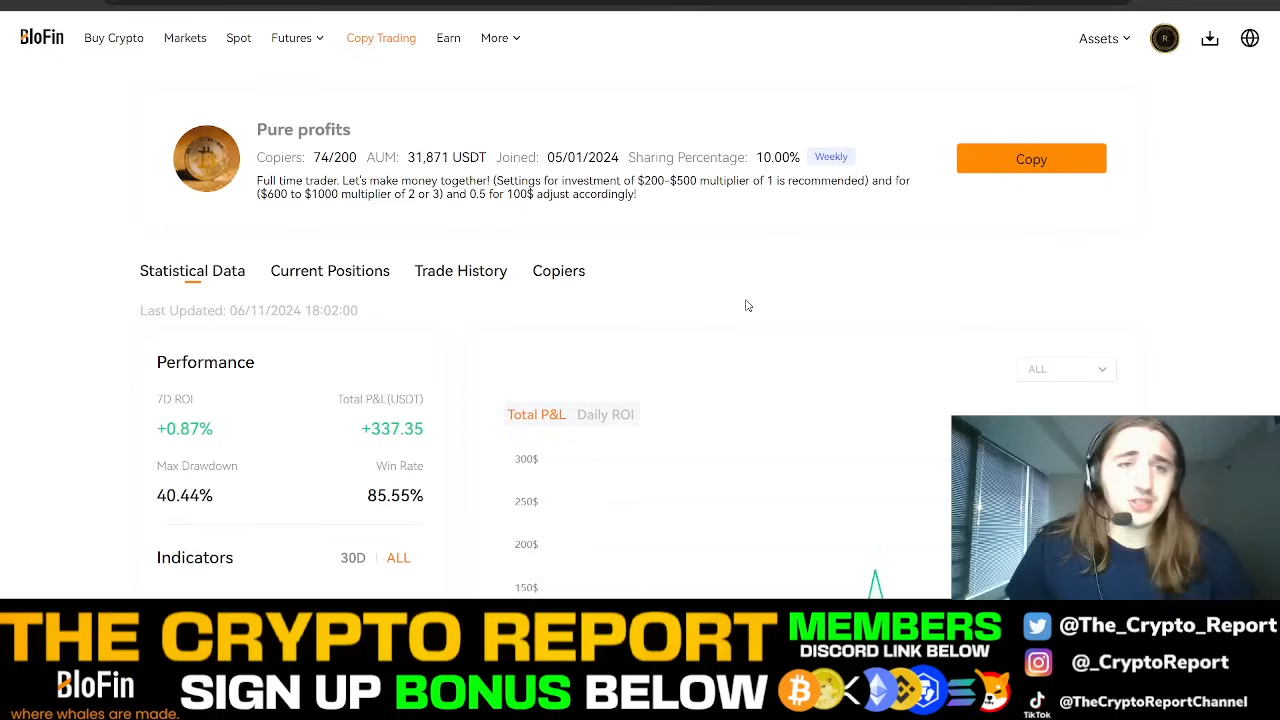 BloFin Buy Crypto Markets Spot Futures Copy Trading Earn More Assets R
Pure profits
Copiers: 74/200 AUM: 31,871 USDT Joined: 05/01/2024 Sharing Percentage: 10.00% Weekly
Copy
Full time trader. Let's make money together! (Settings for investment of $200-$500 multiplier of 1 is recommended) and for
($600 to $1000 multiplier of 2 or 3) and 0.5 for 100$ adjust accordingly!
Statistical Data Current Positions Trade History Copiers
Last Updated: 06/11/2024 18:02:00
Performance
7D ROI Total P&L(USDT)
+0.87% +337.35
Max Drawdown Win Rate
40.44% 85.55%
Indicators 30D ALL
ALL
Total P&L Daily ROI
300$
250$
200$
150$
THE CRYPTO REPORT
BloFin
where whales are made.
SIGN UP BONUS BELOW
MEMBERS
DISCORD LINK BELOW
@The_Crypto_Report
@_CryptoReport
TikTok @TheCryptoReportChannel